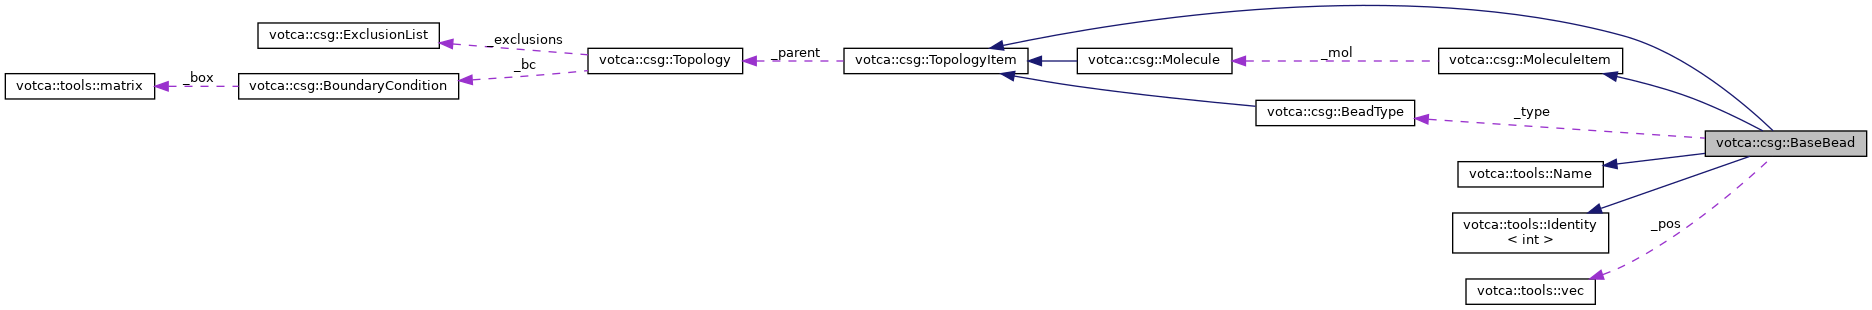 votca::csg::ExclusionList
_exclusions
votca::csg::Topology
_parent
votca::csg::TopologyItem
votca::csg::Molecule
_mol
votca::csg::MoleculeItem
_bc
votca::tools::matrix
_box
votca::csg::BoundaryCondition
votca::csg::BeadType
_type
votca::csg::BaseBead
votca::tools::Name
votca::tools::Identity
< int >
_pos
votca::tools::vec